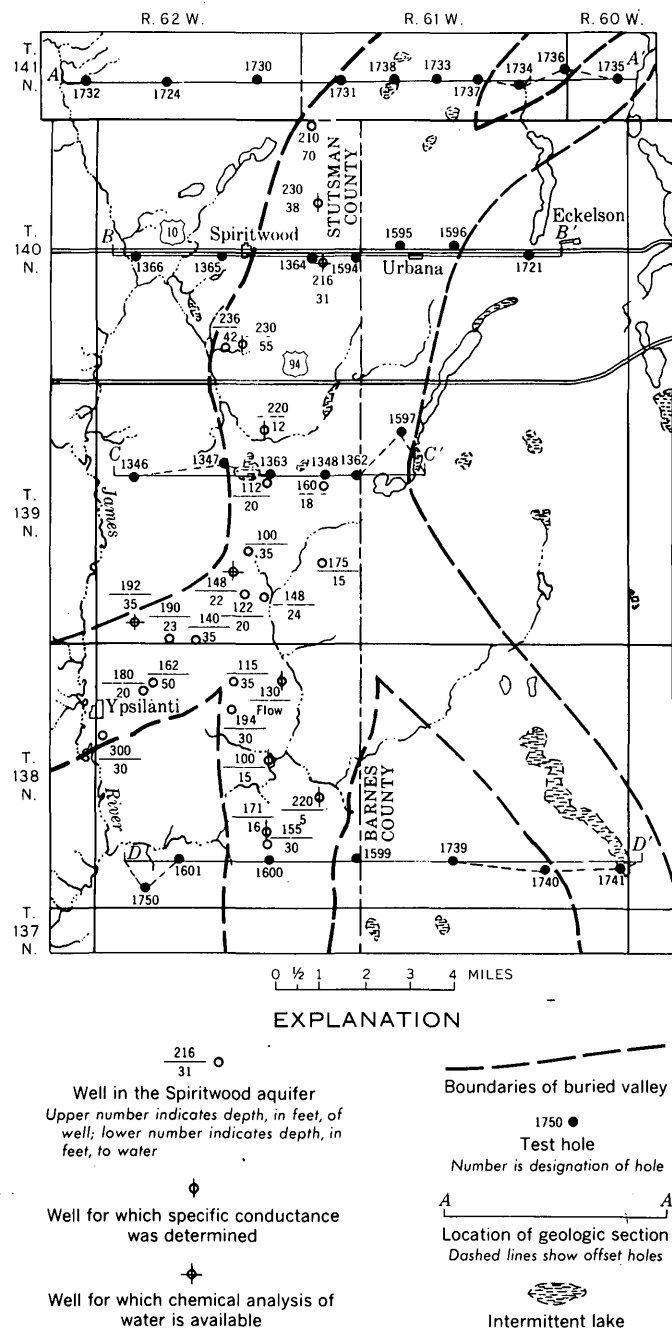 R. 62 W.
R. 61 W.
R. 60 W.
T.
141
N.
A
1732
1724
1730
1731
1738
1733
1737
1734
1736
1735
A'
210
70
STUTSMAN
COUNTY
230
38
T.
140
N.
10
Spiritwood
Eckelson
B
B'
1366
1365
1364
1594
1595
1596
Urbana
1721
216
31
236
42
230
55
94
220
12
C
C'
1346
1347
1363
1348
1362
1597
112
20
160
18
T.
139
N.
James
100
35
175
15
148
22
122
20
148
24
192
35
190
23
140
35
180
20
162
50
115
35
130
Flow
Ypsilanti
194
30
300
30
100
15
T.
138
N.
River
BARNES
COUNTY
220
5
171
16
155
30
D
D'
1601
1600
1599
1739
1740
1741
1750
T.
137
N.
0 ½ 1 2 3 4 MILES
EXPLANATION
216
31
Well in the Spiritwood aquifer
Upper number indicates depth, in feet, of
well; lower number indicates depth, in
feet, to water
Well for which specific conductance
was determined
Well for which chemical analysis of
water is available
Boundaries of buried valley
1750
Test hole
Number is designation of hole
A A'
Location of geologic section
Dashed lines show offset holes
Intermittent lake